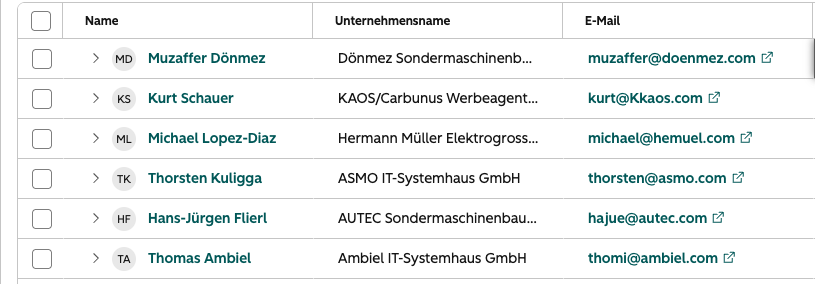 Name Unternehmensname E-Mail
MD Muzaffer Dönmez Dönmez Sondermaschinenb... muzaffer@doenmez.com
KS Kurt Schauer KAOS/Carbunus Werbeagent... kurt@Kkaos.com
ML Michael Lopez-Diaz Hermann Müller Elektrogross... michael@hemuel.com
TK Thorsten Kuligga ASMO IT-Systemhaus GmbH thorsten@asmo.com
HF Hans-Jürgen Flierl AUTEC Sondermaschinenbau... hajue@autec.com
TA Thomas Ambiel Ambiel IT-Systemhaus GmbH thomi@ambiel.com